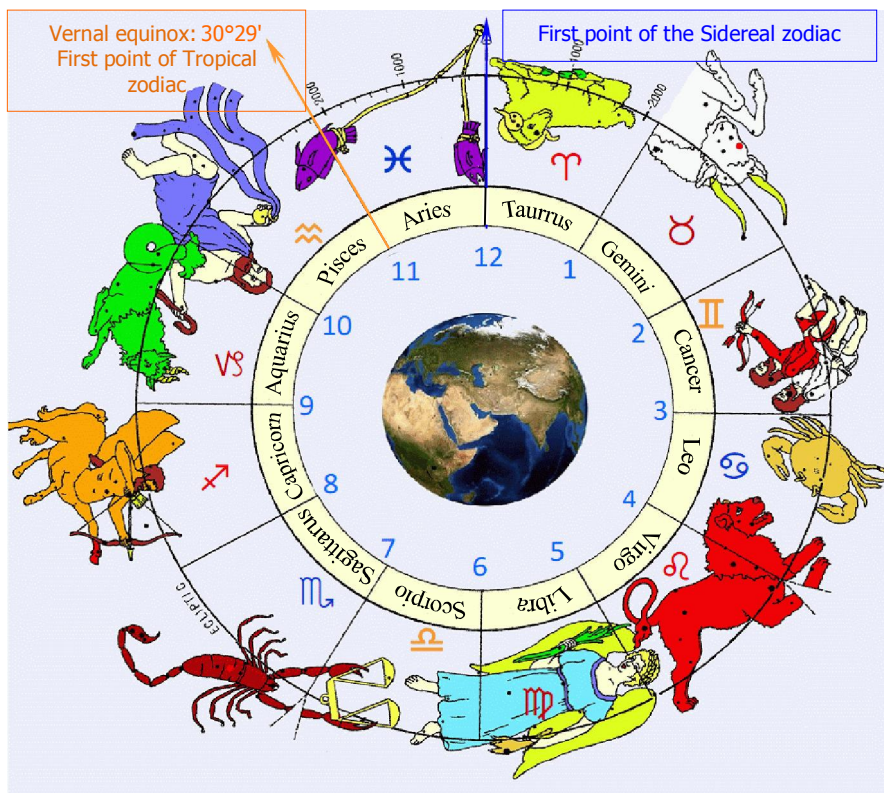 Vernal equinox: 30°29'
First point of Tropical
zodiac
First point of the Sidereal zodiac
2000
1000
0
-1000
-2000
♓
♈
♉
♊
♋
♌
♍
♎
♏
♐
♑
♒
Aries
Taurrus
Gemini
Cancer
Leo
Virgo
Libra
Scorpio
Sagittarus
Capricorn
Aquarius
Pisces
12
1
2
3
4
5
6
7
8
9
10
11
ECLIPTIC